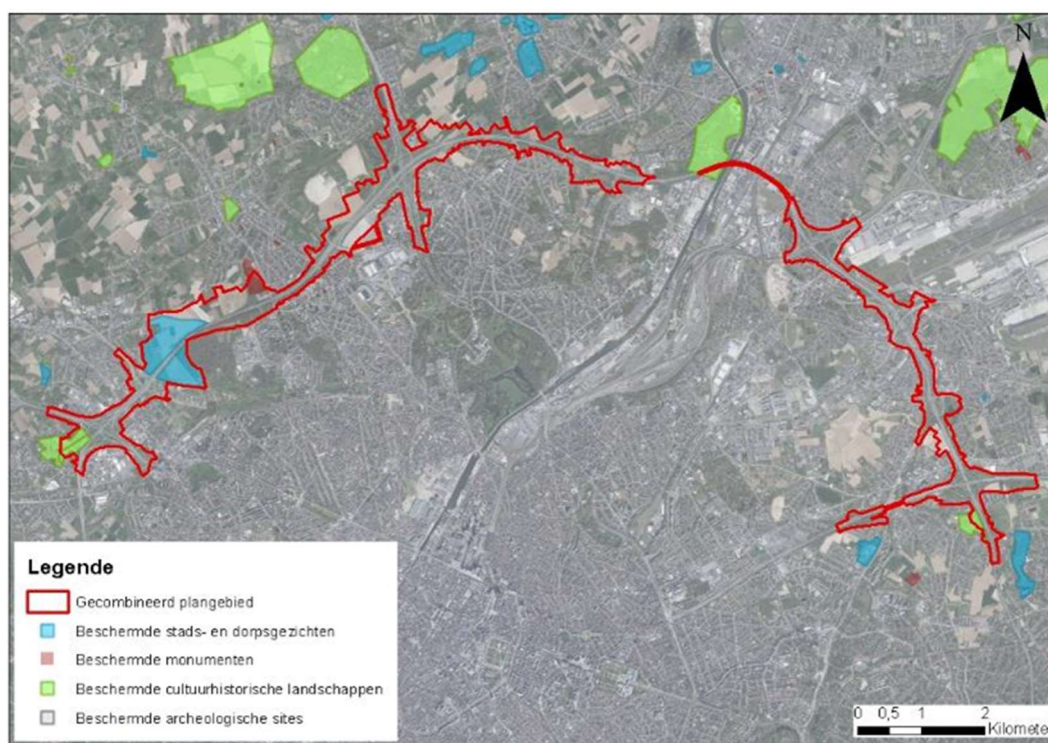 N
Legende
Gecombineerd plangebied
Beschermde stads- en dorpsgezichten
Beschermde monumenten
Beschermde cultuurhistorische landschappen
Beschermde archeologische sites
0 0,5 1 2
Kilometer